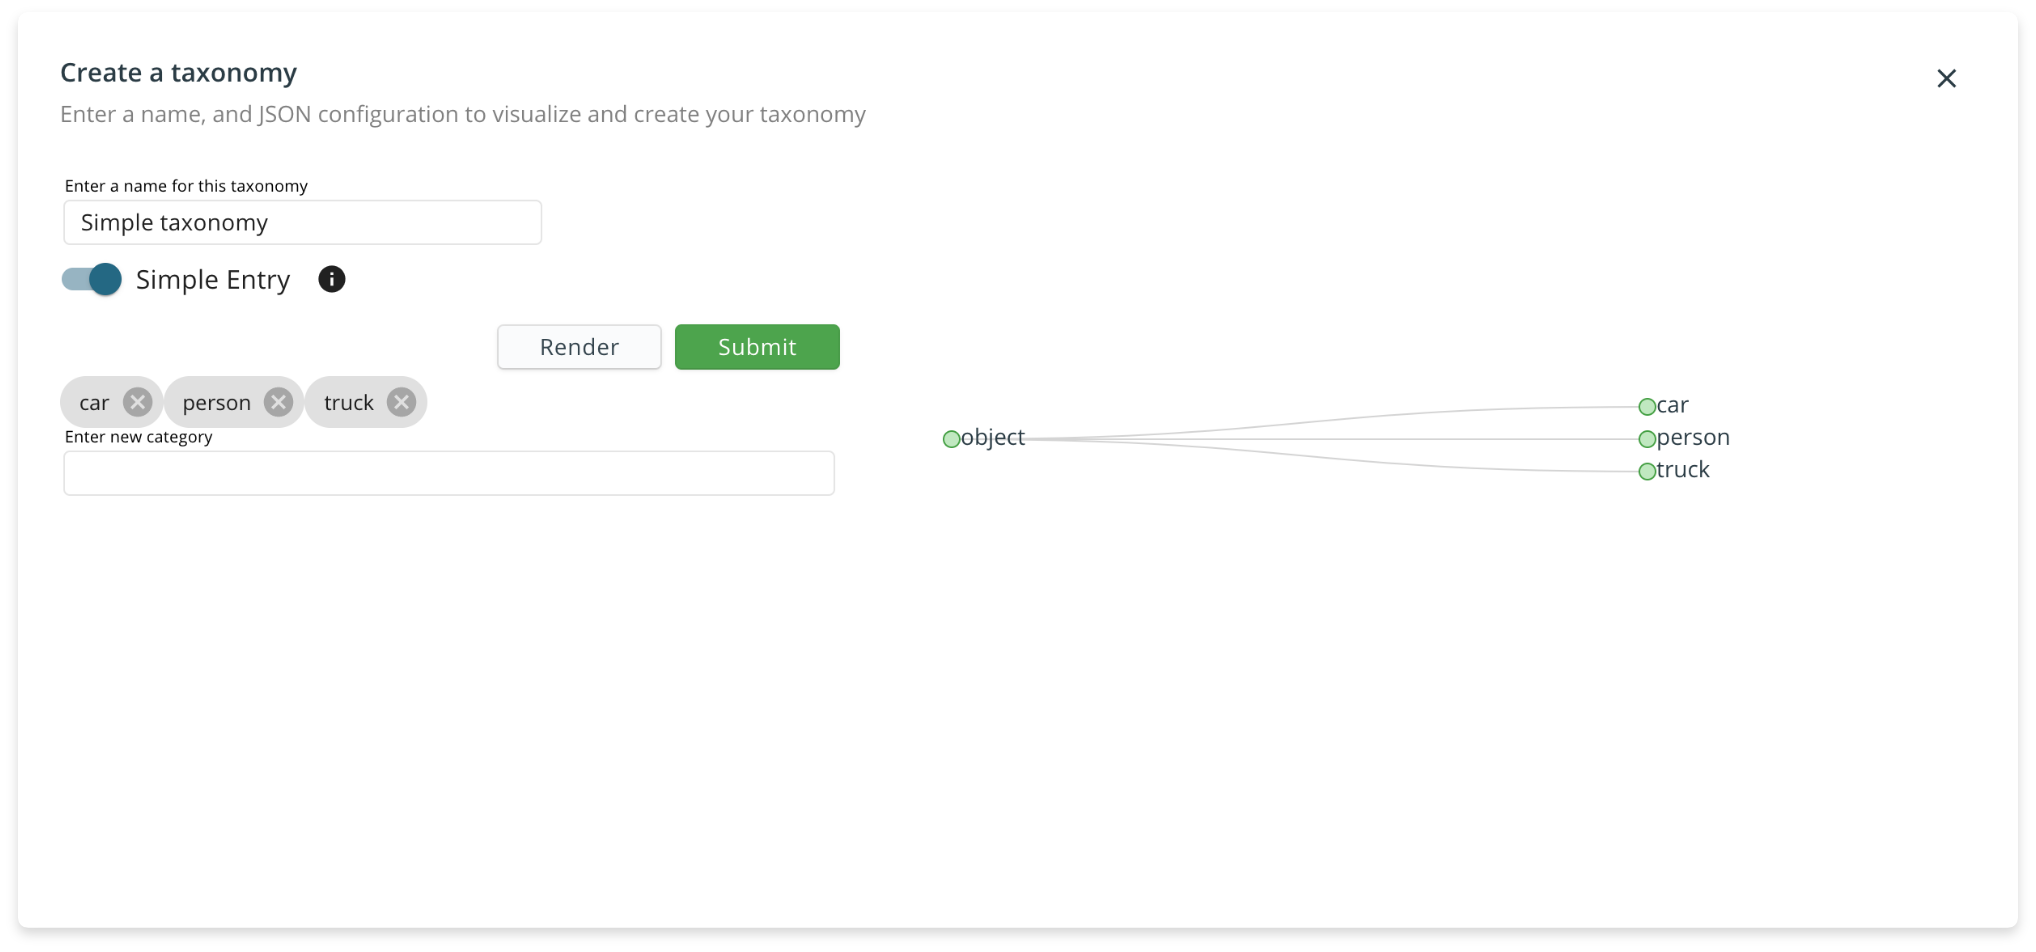 Create a taxonomy
Enter a name, and JSON configuration to visualize and create your taxonomy
Enter a name for this taxonomy
Simple taxonomy
Simple Entry
Render
Submit
car
person
truck
Enter new category
object
car
person
truck